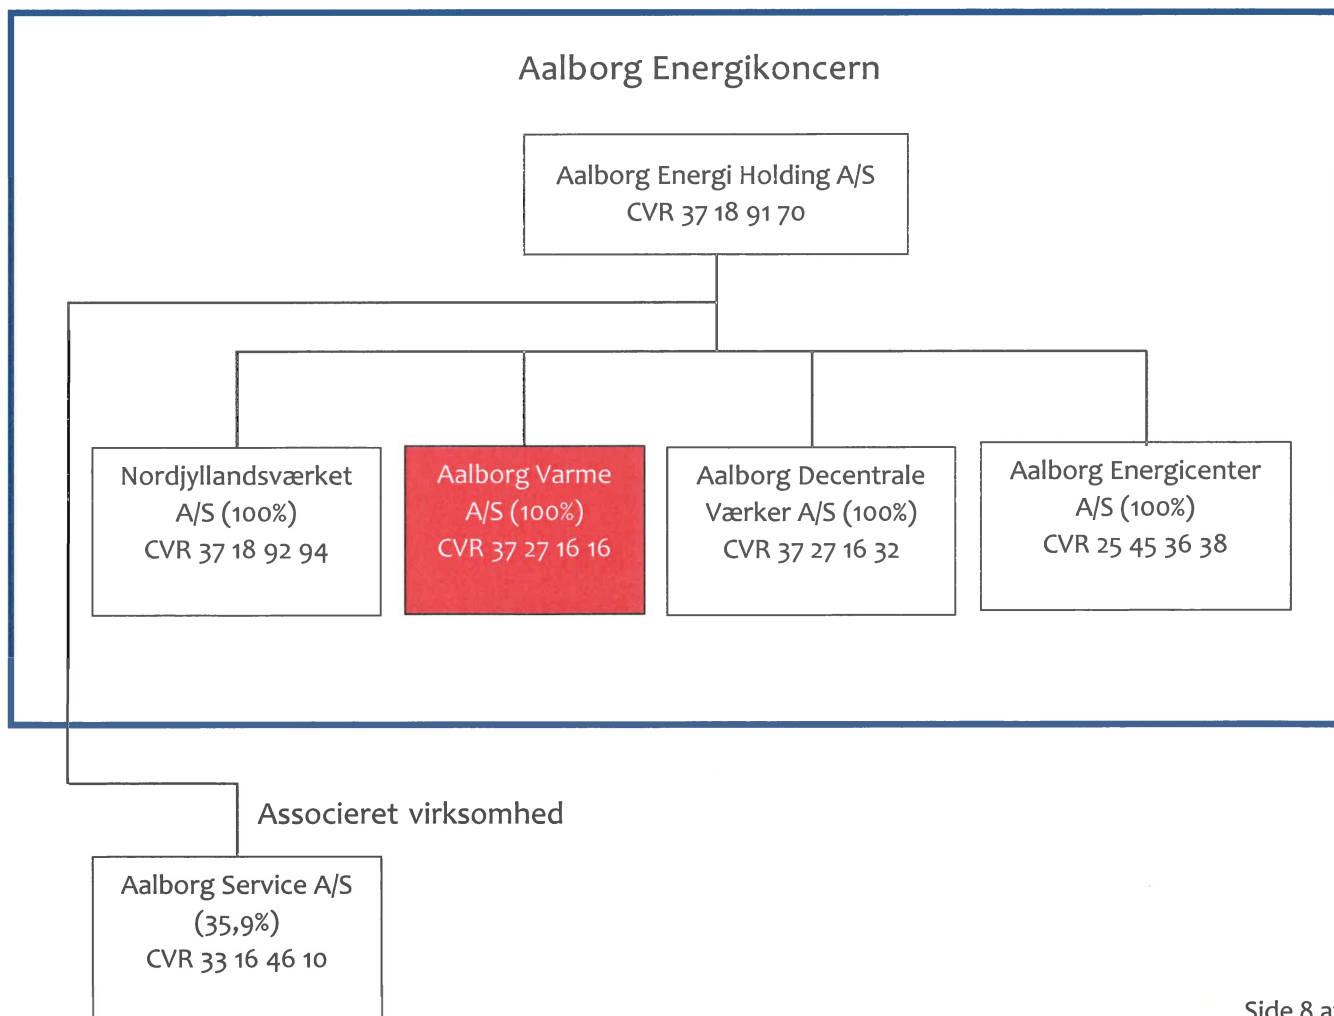 Aalborg Energikoncern
Aalborg Energi Holding A/S
CVR 37 18 91 70
Nordjyllandsværket
A/S (100%)
CVR 37 18 92 94
Aalborg Varme
A/S (100%)
CVR 37 27 16 16
Aalborg Decentrale
Værker A/S (100%)
CVR 37 27 16 32
Aalborg Energicenter
A/S (100%)
CVR 25 45 36 38
Associeret virksomhed
Aalborg Service A/S
(35,9%)
CVR 33 16 46 10
Side 8